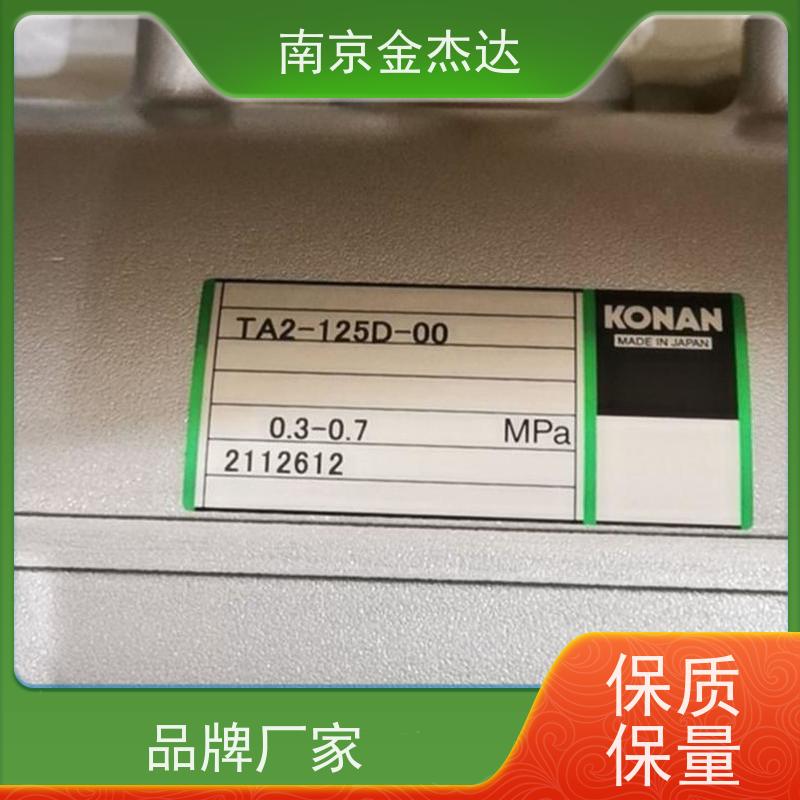 南京金杰达
TA2-125D-00
KONAN
MADE IN JAPAN
0.3-0.7 MPa
2112612
品牌厂家
保质
保量